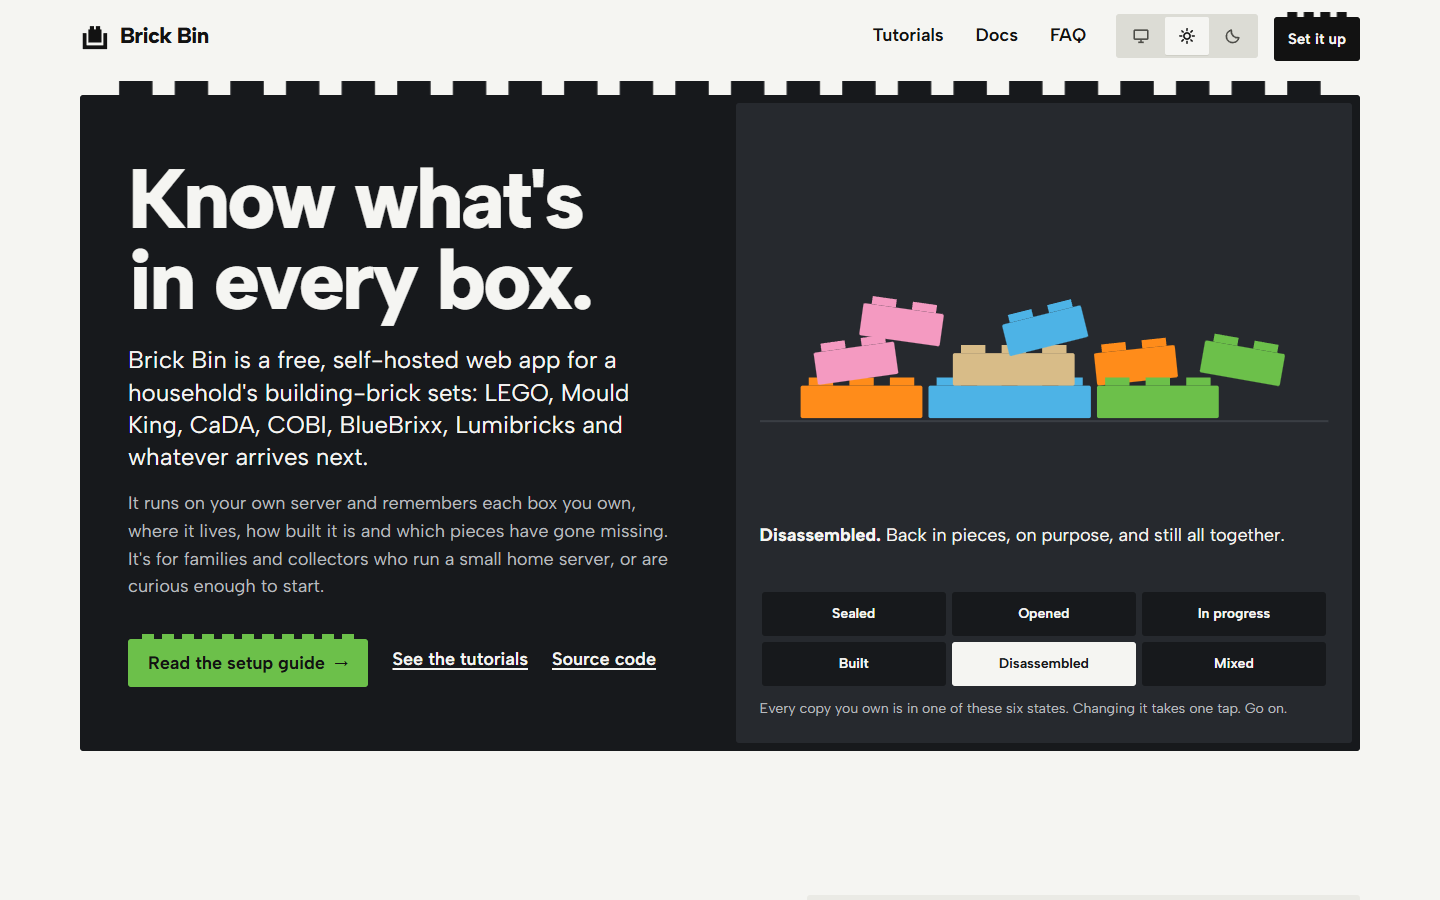 Brick Bin
Tutorials
Docs
FAQ
Set it up
Know what's
in every box.
Brick Bin is a free, self-hosted web app for a
household's building-brick sets: LEGO, Mould
King, CaDA, COBI, BlueBrixx, Lumibricks and
whatever arrives next.
It runs on your own server and remembers each box you own,
where it lives, how built it is and which pieces have gone missing.
It's for families and collectors who run a small home server, or are
curious enough to start.
Read the setup guide →
See the tutorials
Source code
Disassembled. Back in pieces, on purpose, and still all together.
Sealed
Opened
In progress
Built
Disassembled
Mixed
Every copy you own is in one of these six states. Changing it takes one tap. Go on.